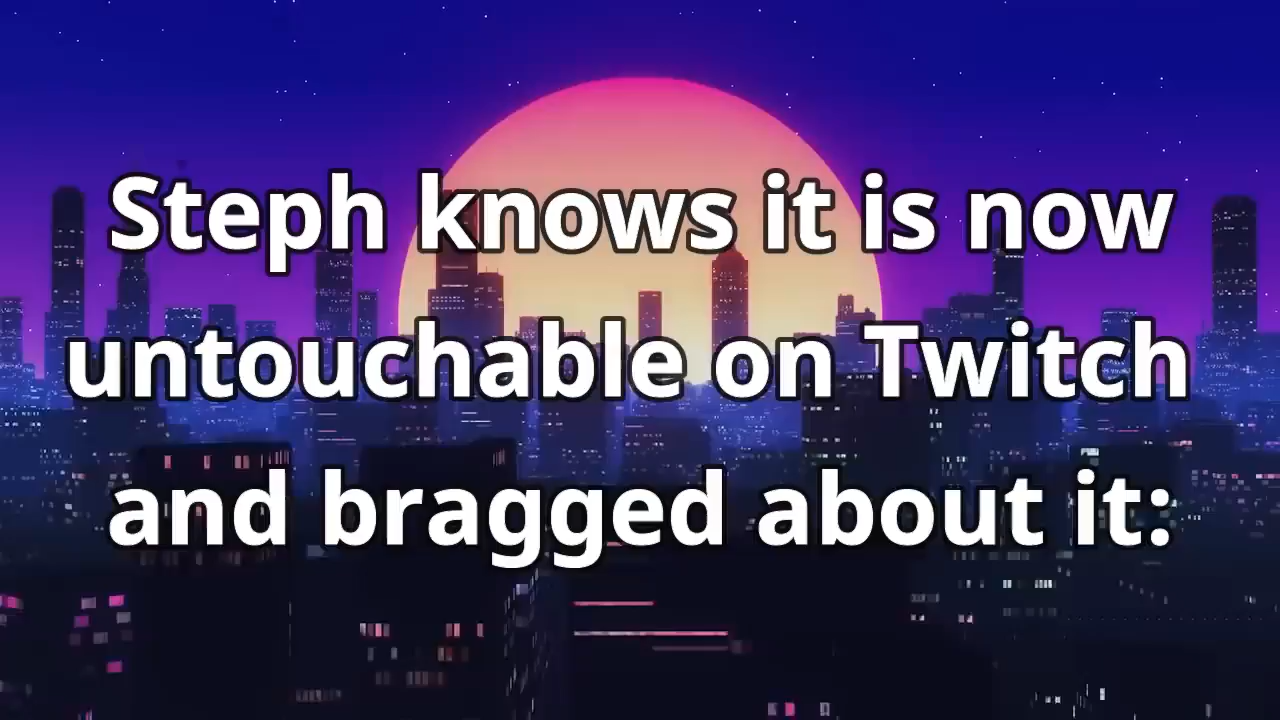 Steph knows it is now
untouchable on Twitch
and bragged about it: